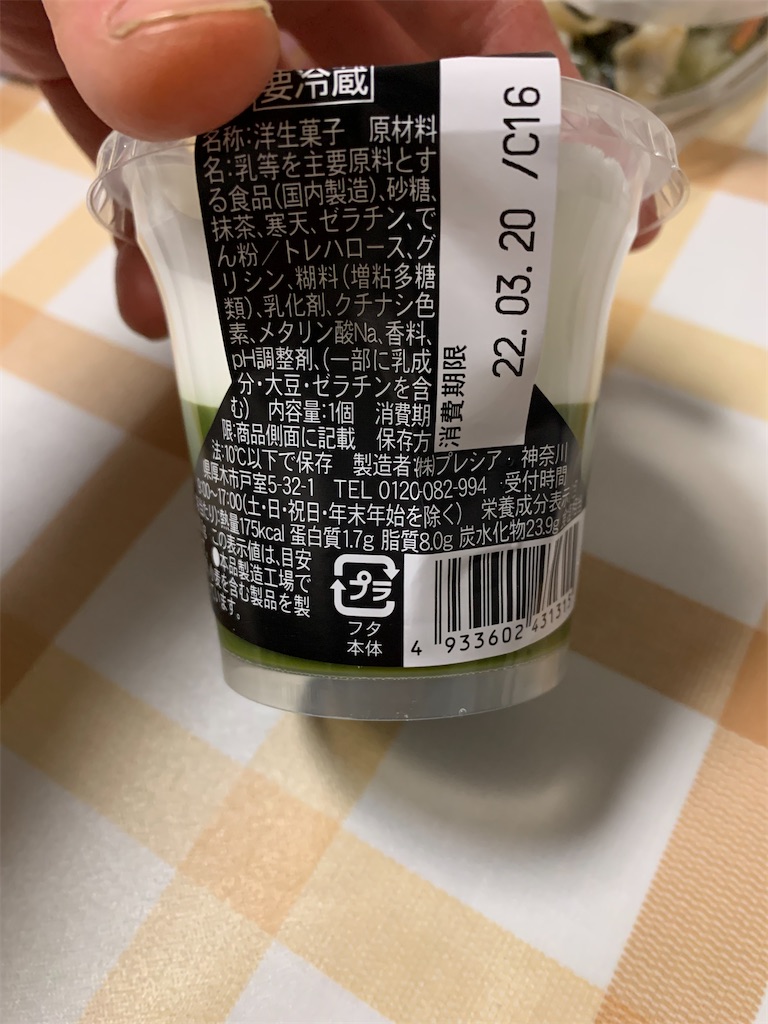 要冷蔵
名称:洋生菓子 原材料
名:乳等を主要原料とす
る食品(国内製造)、砂糖、
抹茶、寒天、ゼラチン、で
ん粉/トレハロース、グ
リシン、糊料(増粘多糖
類)、乳化剤、クチナシ色
素、メタリン酸Na、香料、
pH調整剤、(一部に乳成
分・大豆・ゼラチンを含
む) 内容量:1個 消費期
限:商品側面に記載 保存方
法:10℃以下で保存 製造者:㈱プレシア・神奈川
県厚木市戸室5-32-1 TEL 0120-082-994 受付時間
:00~17:00(土・日・祝日・年末年始を除く) 栄養成分表示
たり):熱量175kcal 蛋白質1.7g 脂質8.0g 炭水化物23.9g
この表示値は、目安
●本品製造工場で
を含む製品を製
ます。
消費期限
22.03.20 /C16
プラ
フタ
本体
4 933602 431315